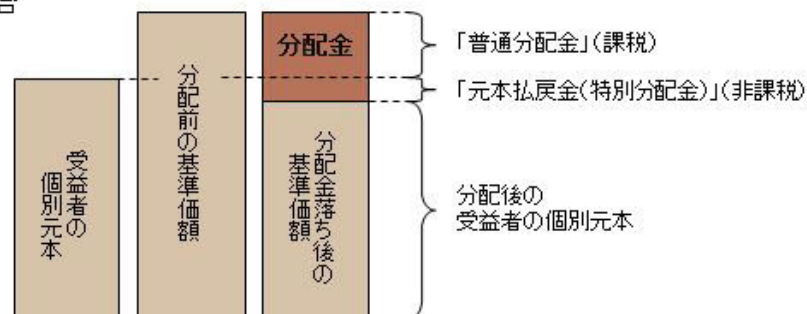 受益者の
個別元本
分配前の基準価額
分配金
分配金落ち後の
基準価額
「普通分配金」(課税)
「元本払戻金(特別分配金)」(非課税)
分配後の
受益者の個別元本